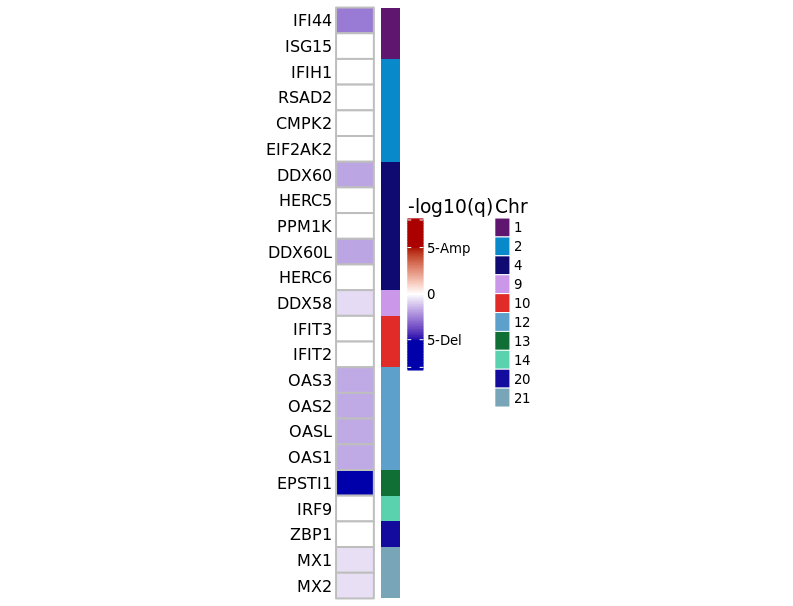 IFI44
ISG15
IFIH1
RSAD2
CMPK2
EIF2AK2
DDX60
HERC5
PPM1K
DDX60L
HERC6
DDX58
IFIT3
IFIT2
OAS3
OAS2
OASL
OAS1
EPSTI1
IRF9
ZBP1
MX1
MX2
-log10(q)
5-Amp
0
5-Del
Chr
1
2
4
9
10
12
13
14
20
21